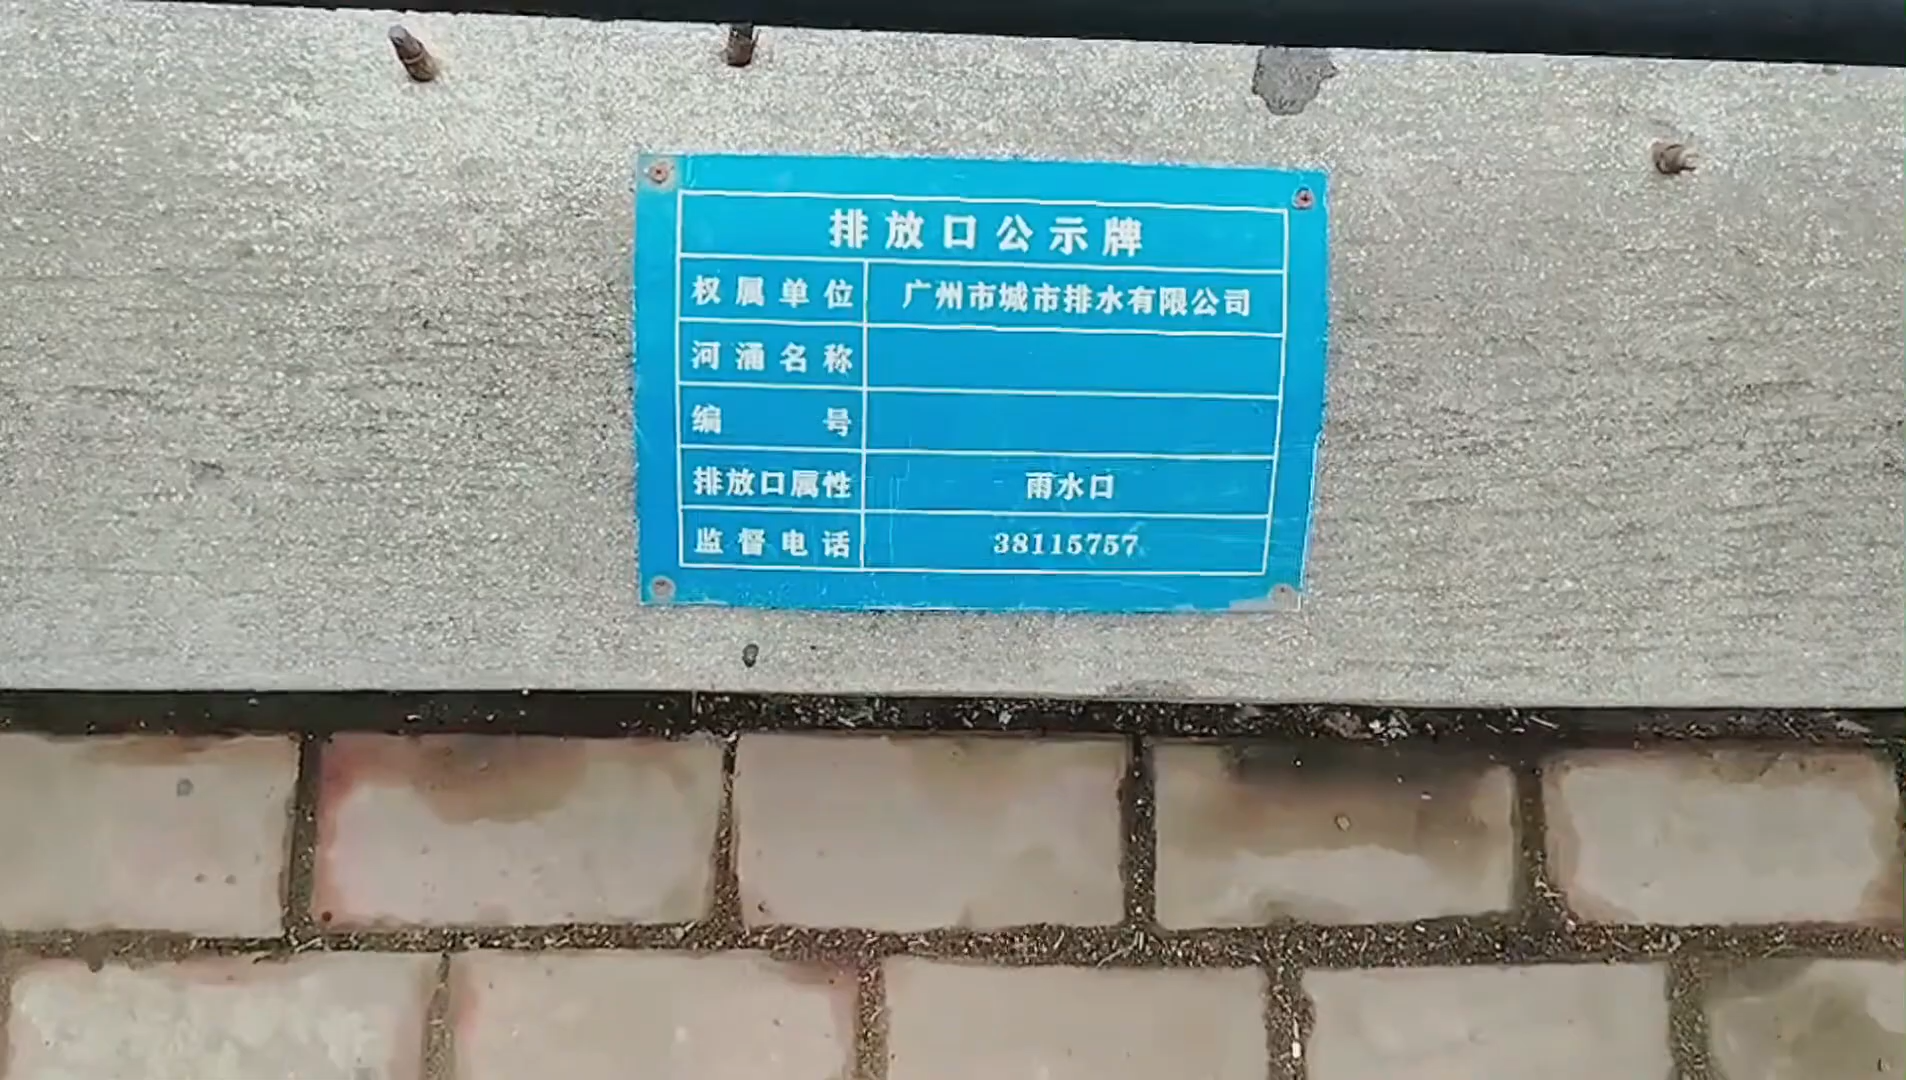 排放口公示牌
权属单位 广州市城市排水有限公司
河涌名称
编号
排放口属性 雨水口
监督电话 38115757